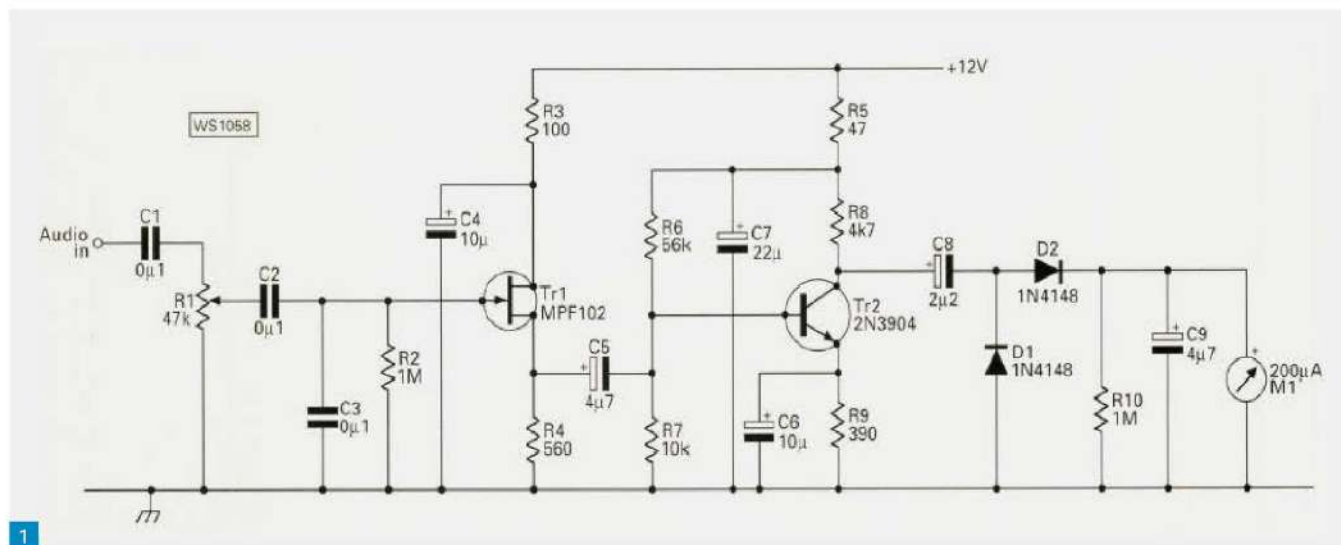 +12V
R3
100
R5
47
WS1058
C1
0µ1
Audio
in
R1
47k
C2
0µ1
C3
0µ1
R2
1M
C4
10µ
Tr1
MPF102
R4
560
C5
4µ7
R6
56k
R7
10k
C7
22µ
R8
4k7
Tr2
2N3904
C6
10µ
R9
390
C8
2µ2
D2
1N4148
D1
1N4148
R10
1M
C9
4µ7
200µA
M1
1